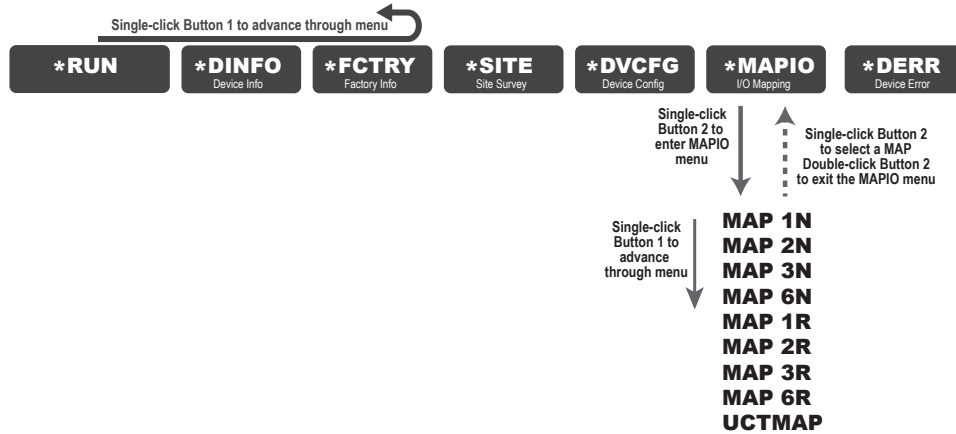 Single-click Button 1 to advance through menu
*RUN
*DINFO
Device Info
*FCTRY
Factory Info
*SITE
Site Survey
*DVCFG
Device Config
*MAPIO
I/O Mapping
*DERR
Device Error
Single-click
Button 2 to
enter MAPIO
menu
Single-click Button 2
to select a MAP
Double-click Button 2
to exit the MAPIO menu
Single-click
Button 1 to
advance
through menu
MAP 1N
MAP 2N
MAP 3N
MAP 6N
MAP 1R
MAP 2R
MAP 3R
MAP 6R
UCTMAP